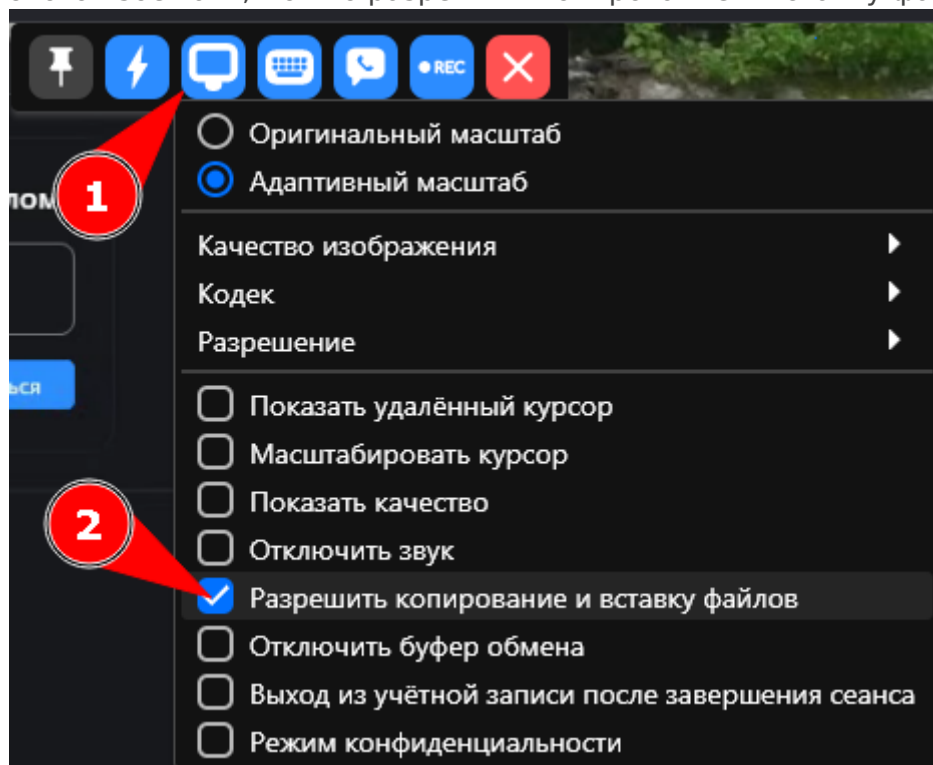 REC
Оригинальный масштаб
1
Адаптивный масштаб
Качество изображения
Кодек
Разрешение
ься
Показать удалённый курсор
Масштабировать курсор
Показать качество
2
Отключить звук
Разрешить копирование и вставку файлов
Отключить буфер обмена
Выход из учётной записи после завершения сеанса
Режим конфиденциальности